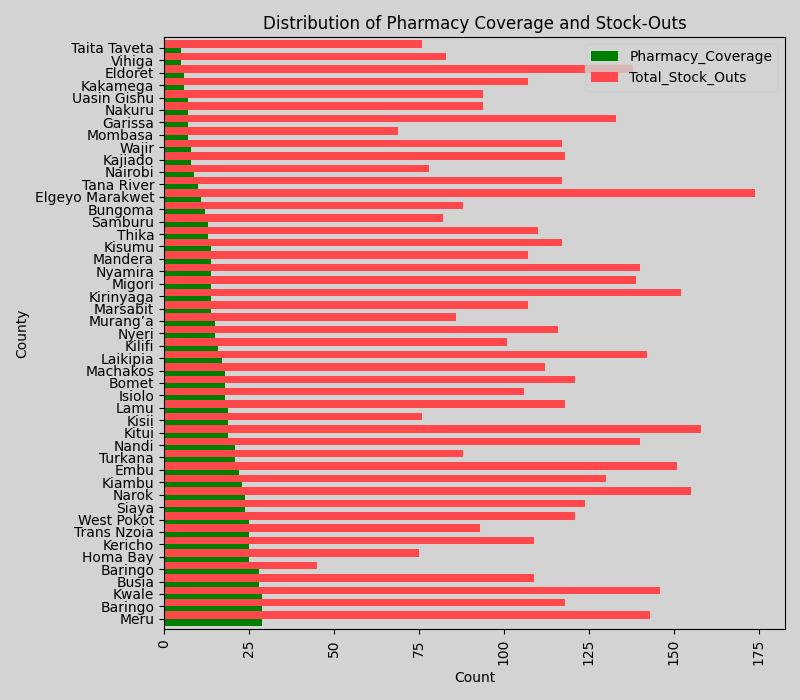 Distribution of Pharmacy Coverage and Stock-Outs
Pharmacy_Coverage
Total_Stock_Outs
County
Taita Taveta
Vihiga
Eldoret
Kakamega
Uasin Gishu
Nakuru
Garissa
Mombasa
Wajir
Kajiado
Nairobi
Tana River
Elgeyo Marakwet
Bungoma
Samburu
Thika
Kisumu
Mandera
Nyamira
Migori
Kirinyaga
Marsabit
Murang’a
Nyeri
Kilifi
Laikipia
Machakos
Bomet
Isiolo
Lamu
Kisii
Kitui
Nandi
Turkana
Embu
Kiambu
Narok
Siaya
West Pokot
Trans Nzoia
Kericho
Homa Bay
Baringo
Busia
Kwale
Baringo
Meru
0 25 50 75 100 125 150 175
Count